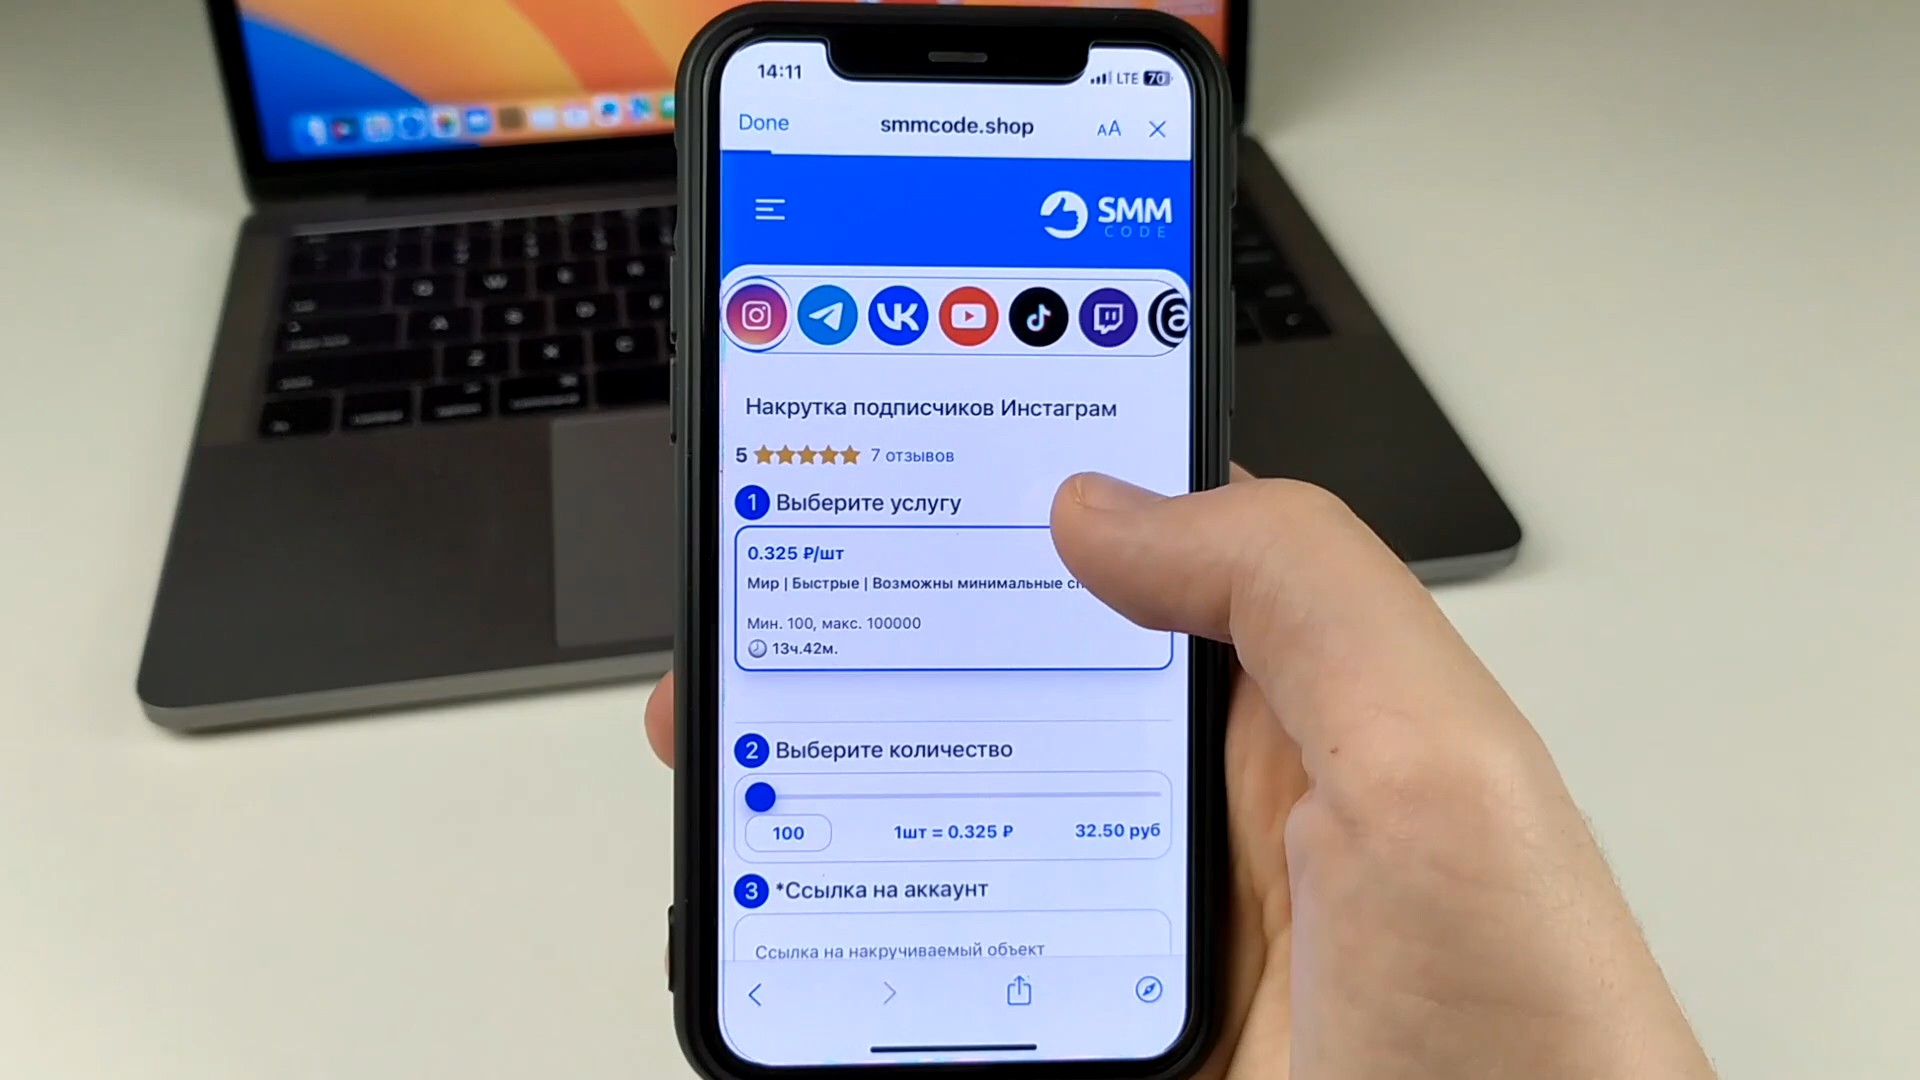 14:11
LTE 70
Done
smmcode.shop
AA
SMM
CODE
Накрутка подписчиков Инстаграм
5
7 отзывов
1 Выберите услугу
0.325 ₽/шт
Мир | Быстрые | Возможны минимальные
Мин. 100, макс. 100000
13ч.42м.
2 Выберите количество
100
1шт = 0.325 ₽
32.50 руб
3 *Ссылка на аккаунт
Ссылка на накручиваемый объект